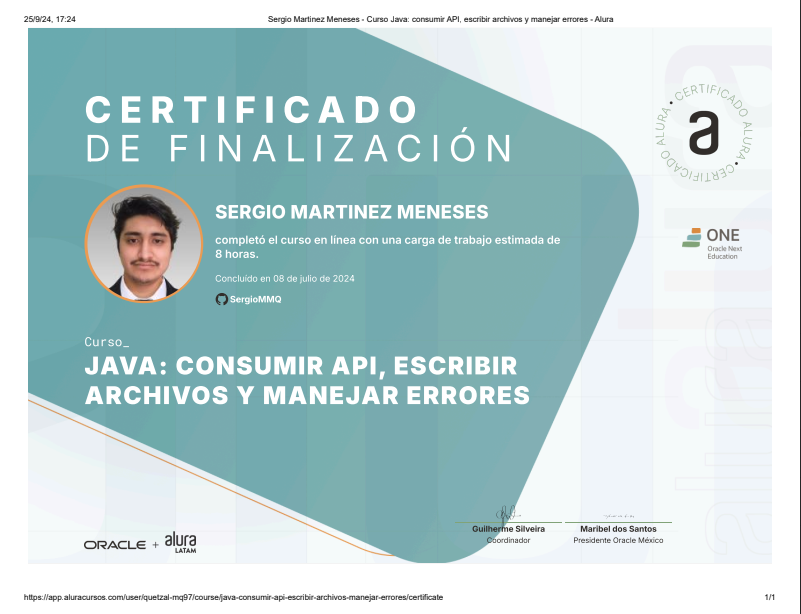 25/9/24, 17:24
Sergio Martinez Meneses - Curso Java: consumir API, escribir archivos y manejar errores - Alura
CERTIFICADO
DE FINALIZACIÓN
CERTIFICADO ALURA • CERTIFICADO ALURA •
a
SERGIO MARTINEZ MENESES
completó el curso en línea con una carga de trabajo estimada de
8 horas.
Concluído en 08 de julio de 2024
SergioMMQ
ONE
Oracle Next
Education
Curso_
JAVA: CONSUMIR API, ESCRIBIR
ARCHIVOS Y MANEJAR ERRORES
ORACLE + alura
LATAM
Guilherme Silveira
Coordinador
Maribel dos Santos
Presidente Oracle México
https://app.aluracursos.com/user/quetzal-mq97/course/java-consumir-api-escribir-archivos-manejar-errores/certificate
1/1